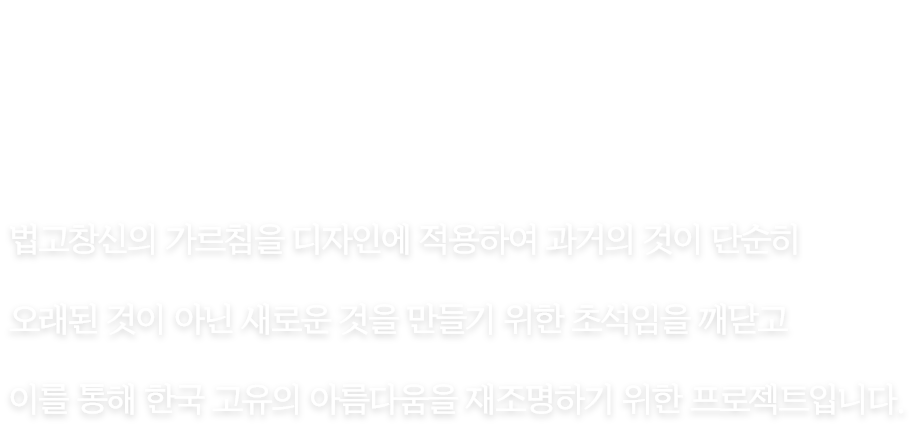 법고창신의 가르침을 디자인에 적용하여 과거의 것이 단순히
오래된 것이 아닌 새로운 것을 만들기 위한 초석임을 깨닫고
이를 통해 한국 고유의 아름다움을 재조명하기 위한 프로젝트입니다.